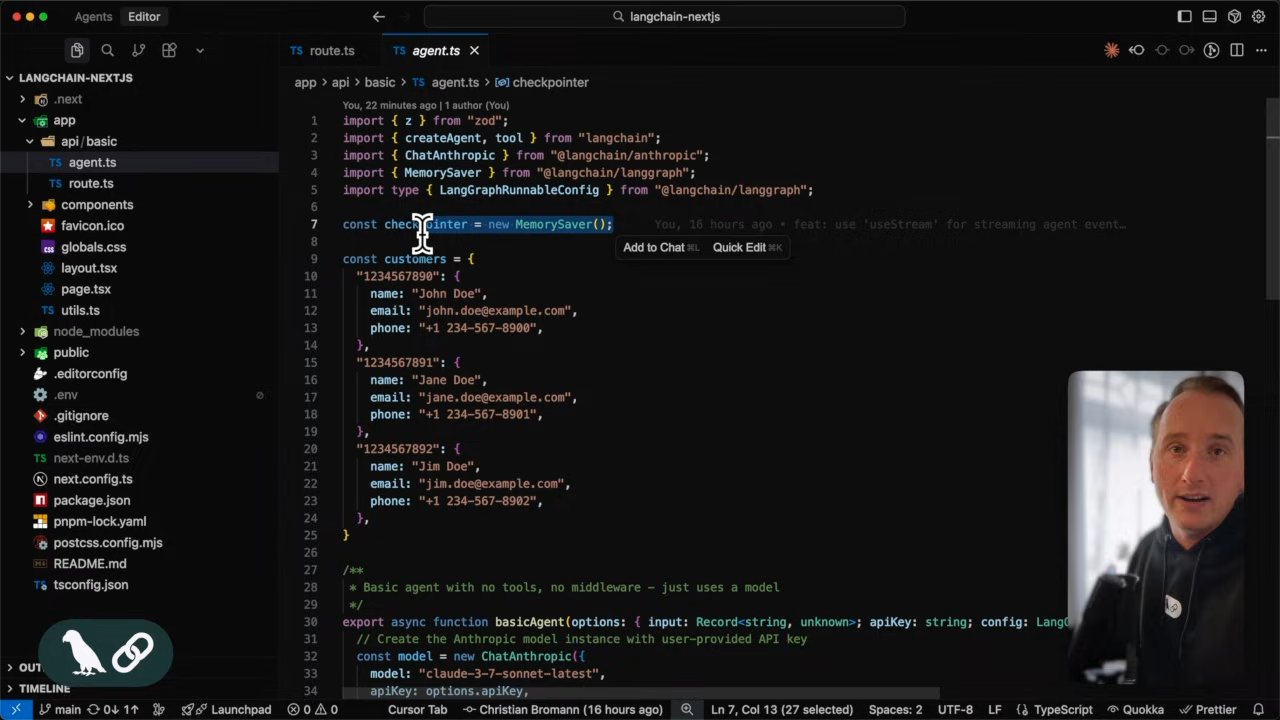 Agents Editor
langchain-nextjs
TS route.ts
TS agent.ts
LANGCHAIN-NEXTJS
.next
app
api/basic
TS agent.ts
TS route.ts
components
favicon.ico
globals.css
layout.tsx
page.tsx
TS utils.ts
node_modules
public
.editorconfig
.env
.gitignore
eslint.config.mjs
next-env.d.ts
next.config.ts
package.json
pnpm-lock.yaml
postcss.config.mjs
README.md
tsconfig.json
TIMELINE
app › api › basic › TS agent.ts › checkpointer
You, 22 minutes ago | 1 author (You)
1 import { z } from "zod";
2 import { createAgent, tool } from "langchain";
3 import { ChatAnthropic } from "@langchain/anthropic";
4 import { MemorySaver } from "@langchain/langgraph";
5 import type { LangGraphRunnableConfig } from "@langchain/langgraph";
6
7 const checkpointer = new MemorySaver(); You, 16 hours ago • feat: use `useStream` for streaming agent event…
8
Add to Chat ⌘L Quick Edit ⌘K
9 const customers = {
10 "1234567890": {
11 name: "John Doe",
12 email: "john.doe@example.com",
13 phone: "+1 234-567-8900",
14 },
15 "1234567891": {
16 name: "Jane Doe",
17 email: "jane.doe@example.com",
18 phone: "+1 234-567-8901",
19 },
20 "1234567892": {
21 name: "Jim Doe",
22 email: "jim.doe@example.com",
23 phone: "+1 234-567-8902",
24 },
25 }
26
27 /**
28 * Basic agent with no tools, no middleware - just uses a model
29 */
30 export async function basicAgent(options: { input: Record<string, unknown>; apiKey: string; config: LangG
31 // Create the Anthropic model instance with user-provided API key
32 const model = new ChatAnthropic({
33 model: "claude-3-7-sonnet-latest",
34 apiKey: options.apiKey,
main 0↓ 1↑ Launchpad 0 0 Cursor Tab Christian Bromann (16 hours ago) Ln 7, Col 13 (27 selected) Spaces: 2 UTF-8 LF {} TypeScript Quokka Prettier